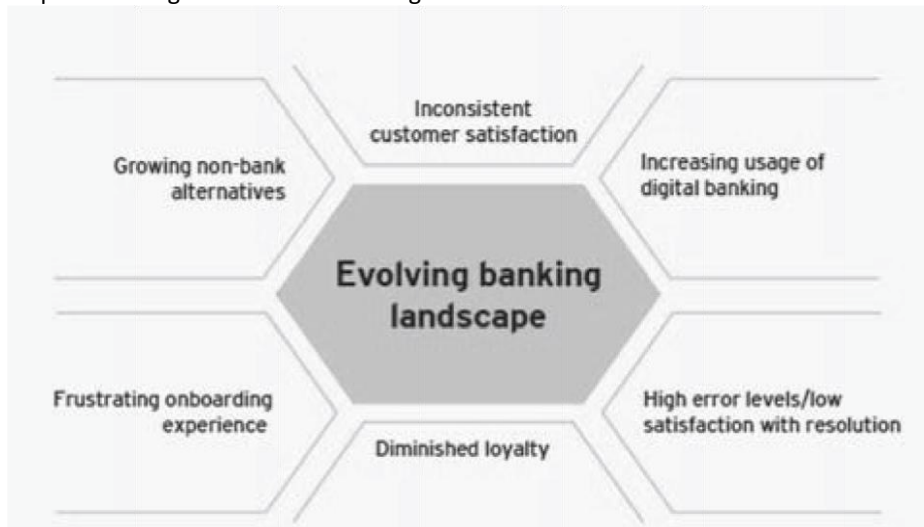 Inconsistent
customer satisfaction
Growing non-bank
alternatives
Increasing usage of
digital banking
Evolving banking
landscape
Frustrating onboarding
experience
High error levels/low
satisfaction with resolution
Diminished loyalty